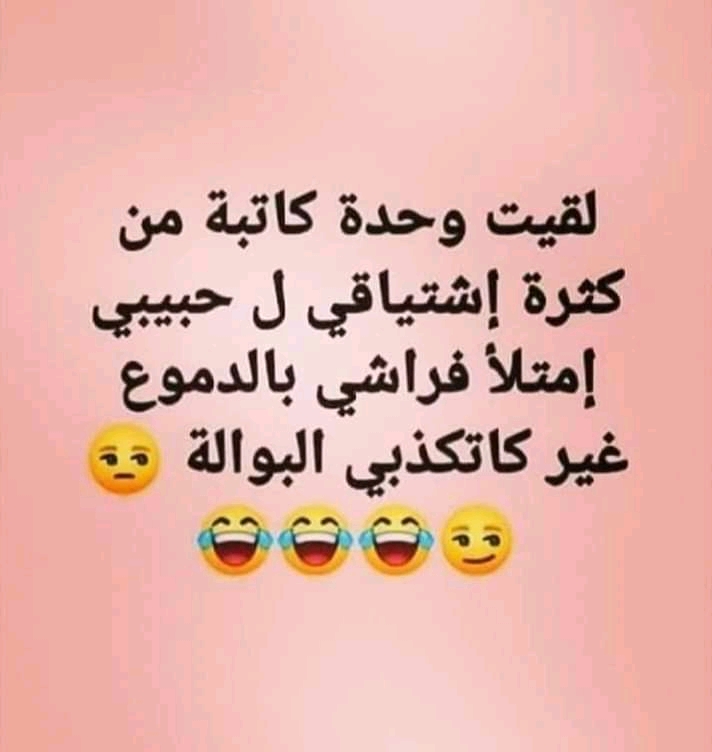 لقيت وحدة كاتبة من
كثرة إشتياقي ل حبيبي
إمتلأ فراشي بالدموع
غير كاتكذبي البوالة 😒
😏😂😂😂